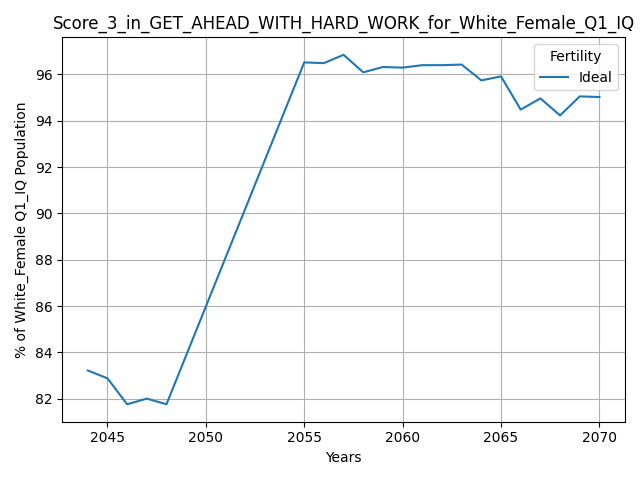 Score_3_in_GET_AHEAD_WITH_HARD_WORK_for_White_Female_Q1_IQ
Fertility
Ideal
% of White_Female Q1_IQ Population
96
94
92
90
88
86
84
82
2045
2050
2055
2060
2065
2070
Years